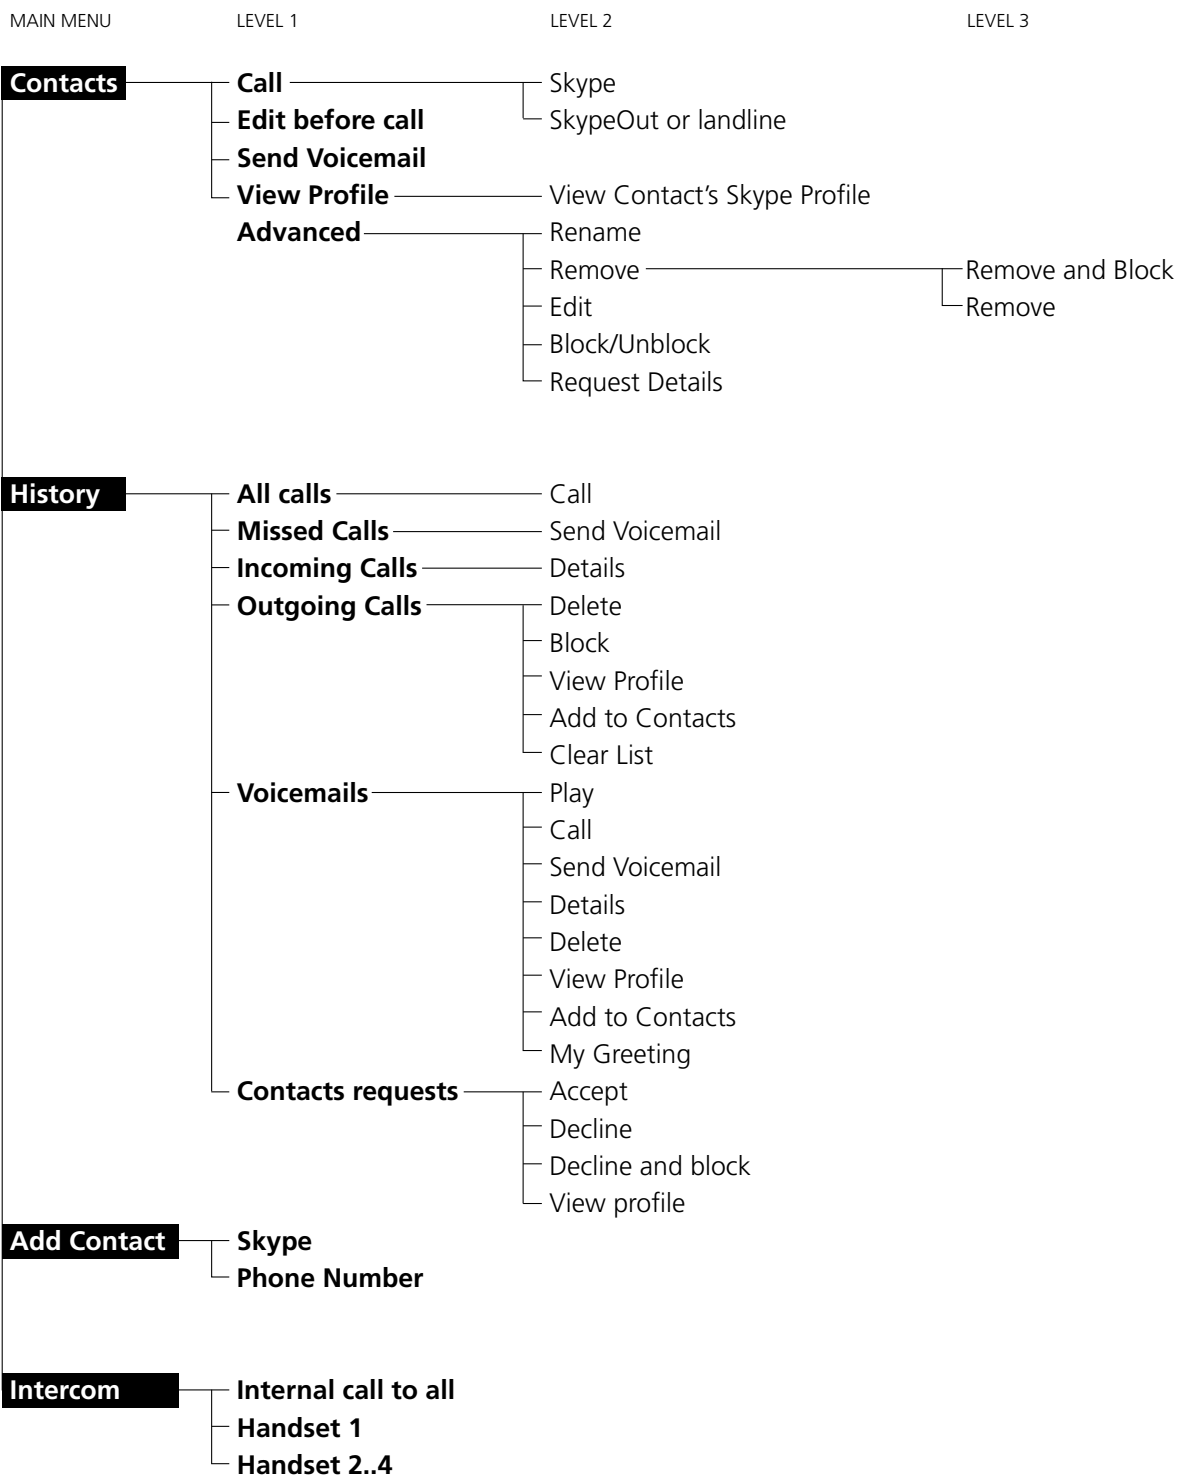 MAIN MENU LEVEL 1 LEVEL 2 LEVEL 3
Contacts Call Skype
Edit before call SkypeOut or landline
Send Voicemail
View Profile View Contact’s Skype Profile
Advanced Rename
Remove Remove and Block
Edit Remove
Block/Unblock
Request Details
History All calls Call
Missed Calls Send Voicemail
Incoming Calls Details
Outgoing Calls Delete
Block
View Profile
Add to Contacts
Clear List
Voicemails Play
Call
Send Voicemail
Details
Delete
View Profile
Add to Contacts
My Greeting
Contacts requests Accept
Decline
Decline and block
View profile
Add Contact Skype
Phone Number
Intercom Internal call to all
Handset 1
Handset 2..4